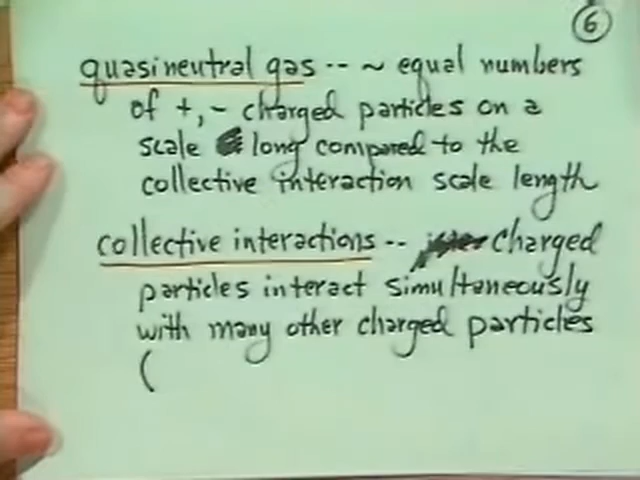 6
quasineutral gas -- ~ equal numbers
of +, - charged particles on a
scale long compared to the
collective interaction scale length
collective interactions -- charged
particles interact simultaneously
with many other charged particles
(